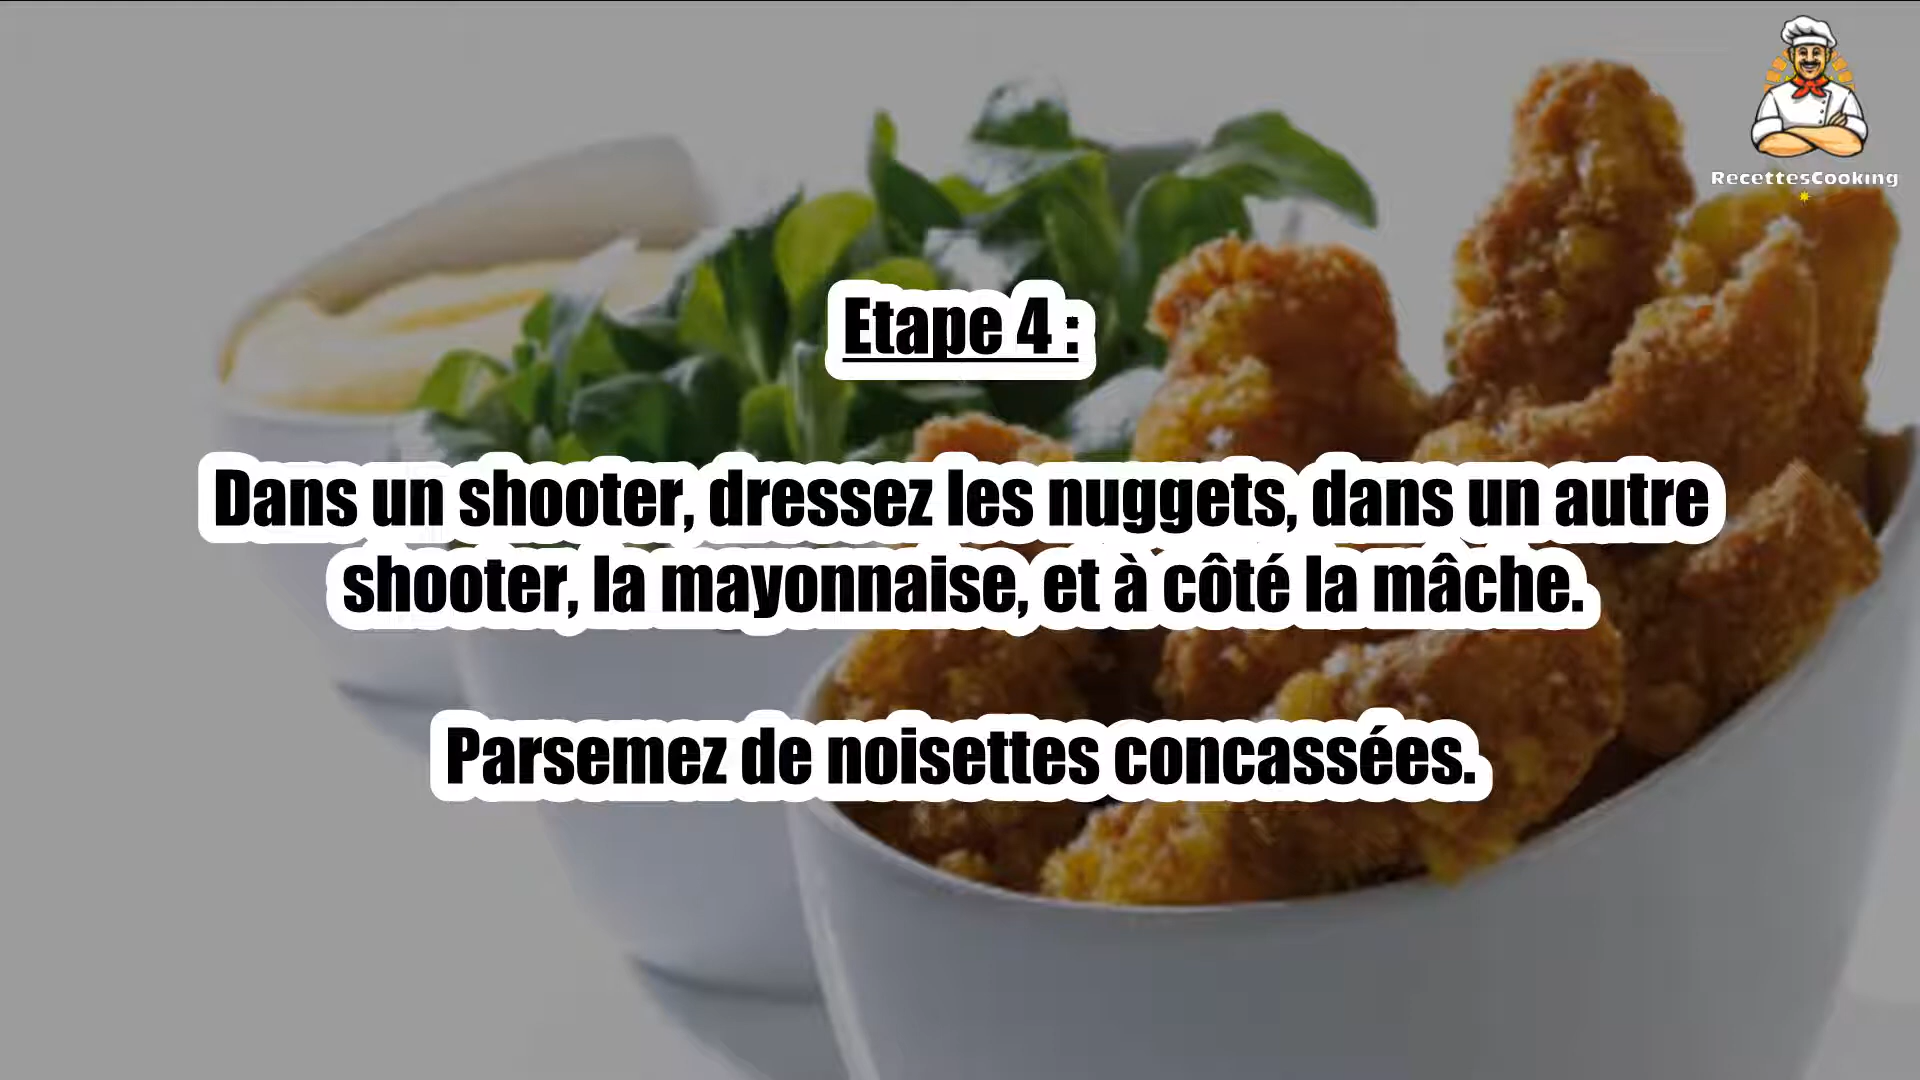 RecettesCooking
Etape 4 :
Dans un shooter, dressez les nuggets, dans un autre
shooter, la mayonnaise, et à côté la mâche.
Parsemez de noisettes concassées.